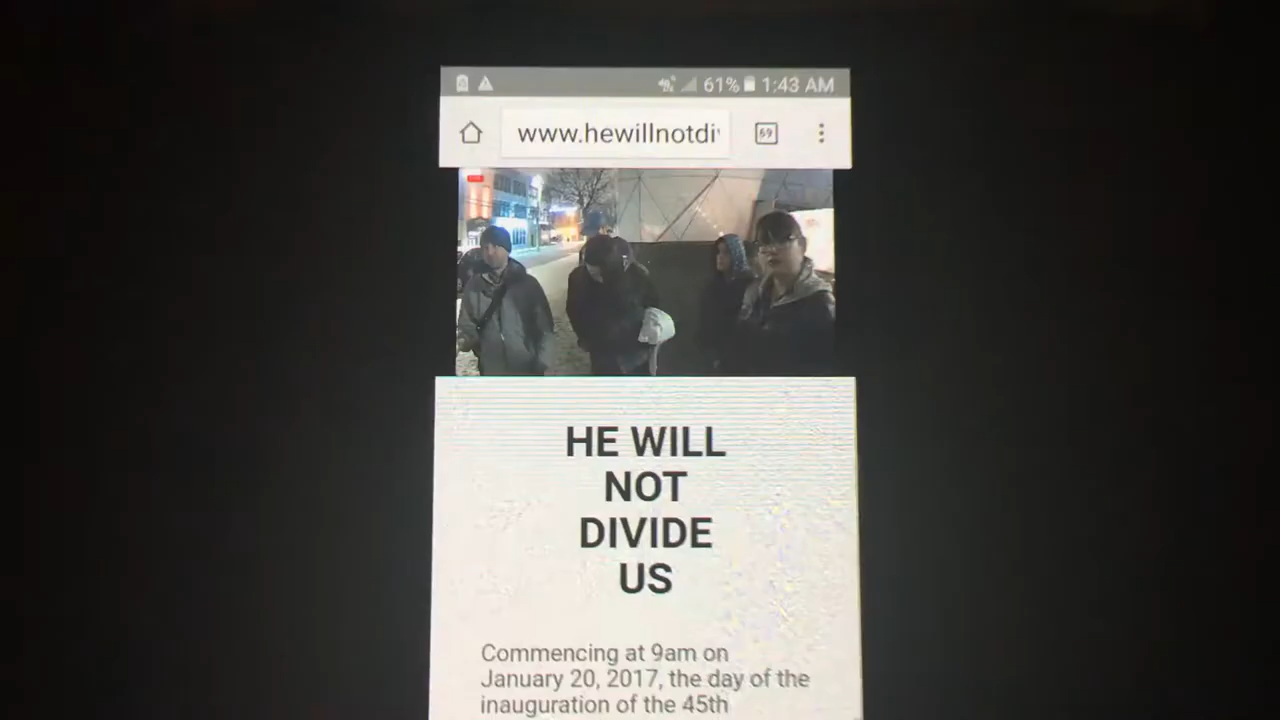 61% 1:43 AM
www.hewillnotdi
69
HE WILL
NOT
DIVIDE
US
Commencing at 9am on
January 20, 2017, the day of the
inauguration of the 45th